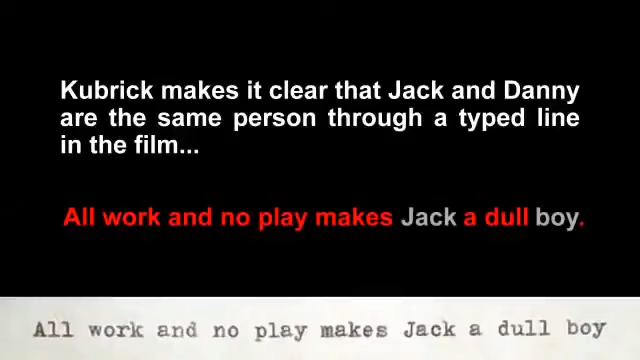 Kubrick makes it clear that Jack and Danny
are the same person through a typed line
in the film...
All work and no play makes Jack a dull boy.
All work and no play makes Jack a dull boy